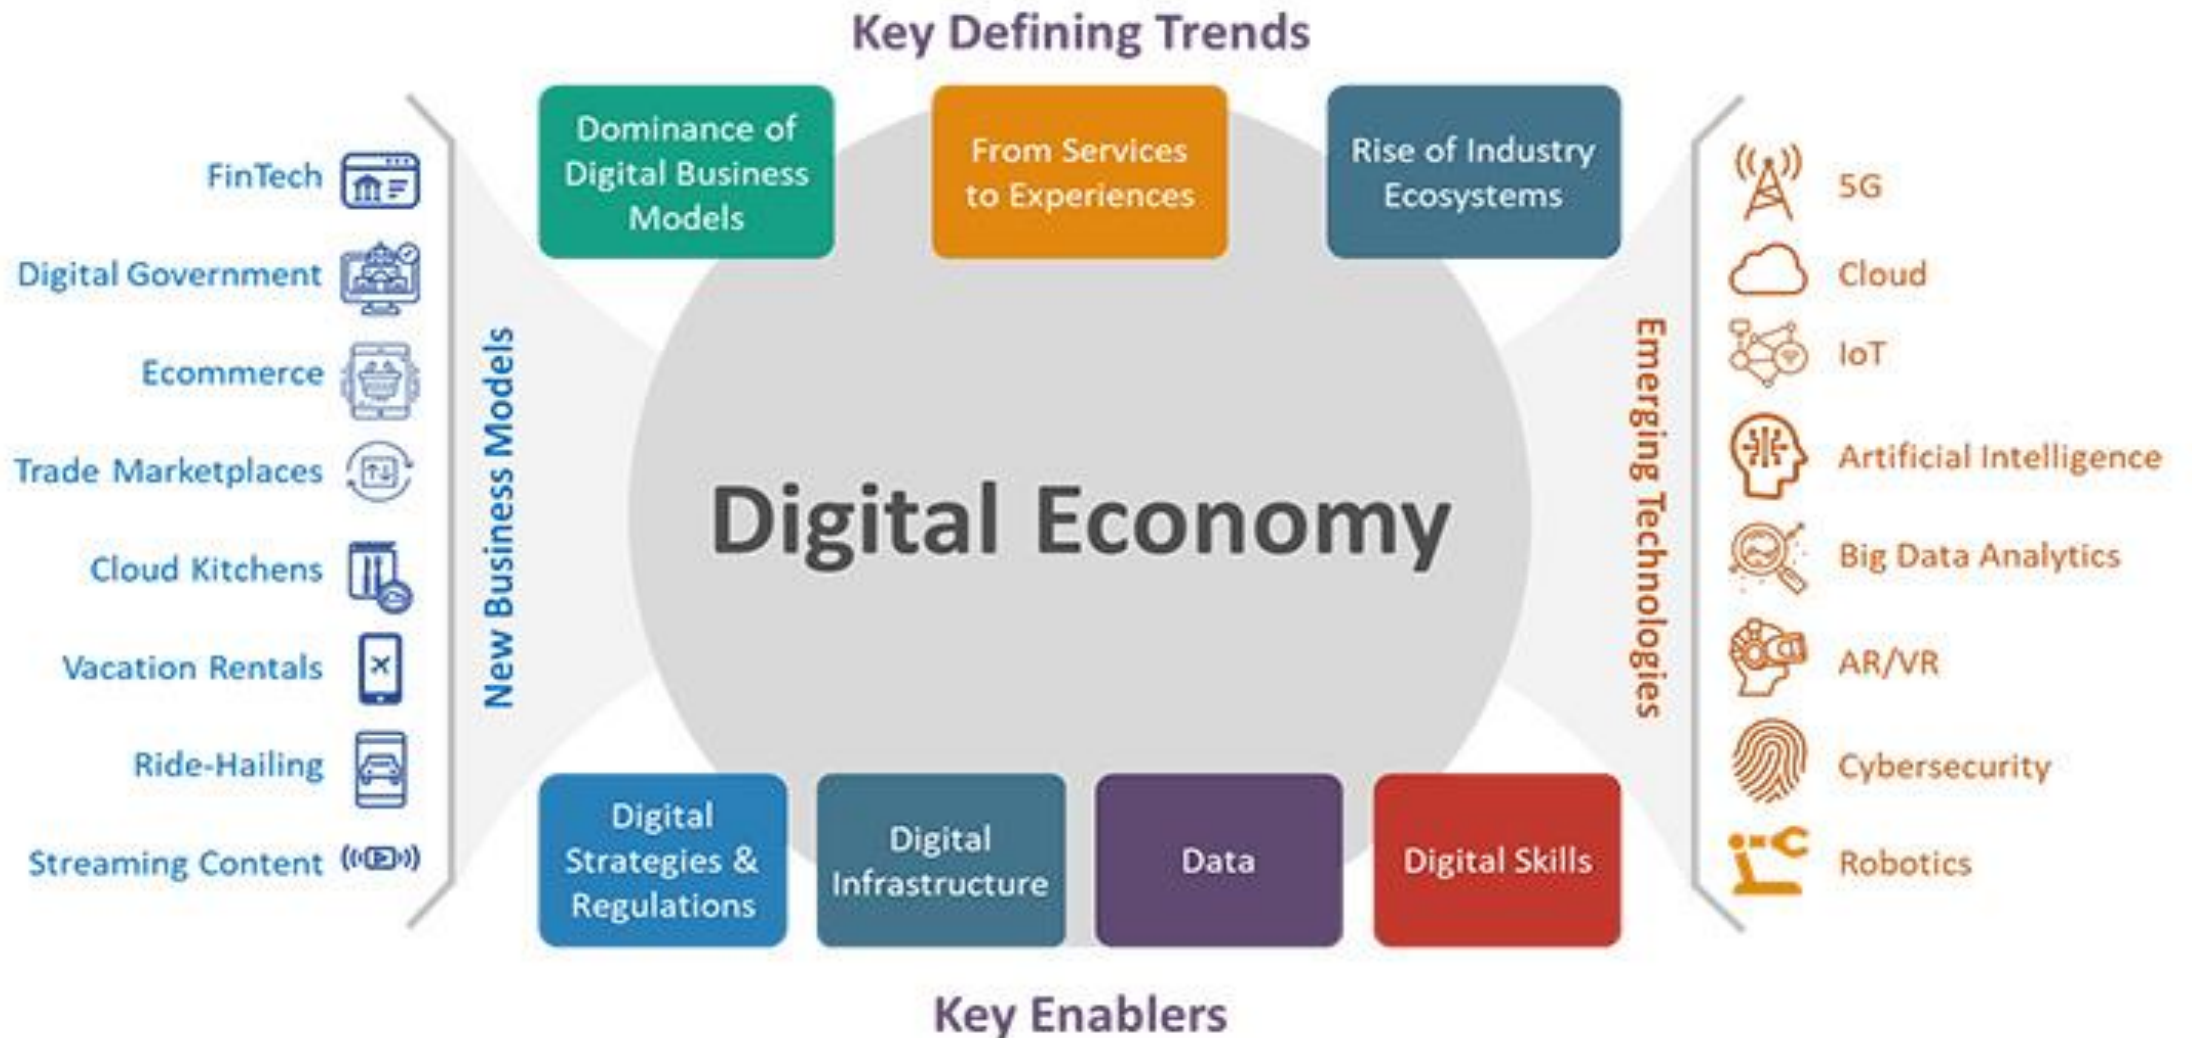 Key Defining Trends
Dominance of
Digital Business
Models
From Services
to Experiences
Rise of Industry
Ecosystems
FinTech
Digital Government
Ecommerce
Trade Marketplaces
Cloud Kitchens
Vacation Rentals
Ride-Hailing
Streaming Content
New Business Models
Digital Economy
Emerging Technologies
5G
Cloud
IoT
Artificial Intelligence
Big Data Analytics
AR/VR
Cybersecurity
Robotics
Digital
Strategies &
Regulations
Digital
Infrastructure
Data
Digital Skills
Key Enablers